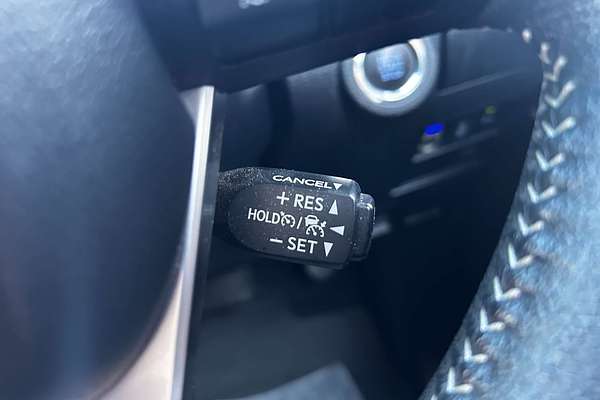 CANCEL
+ RES
HOLD /
- SET